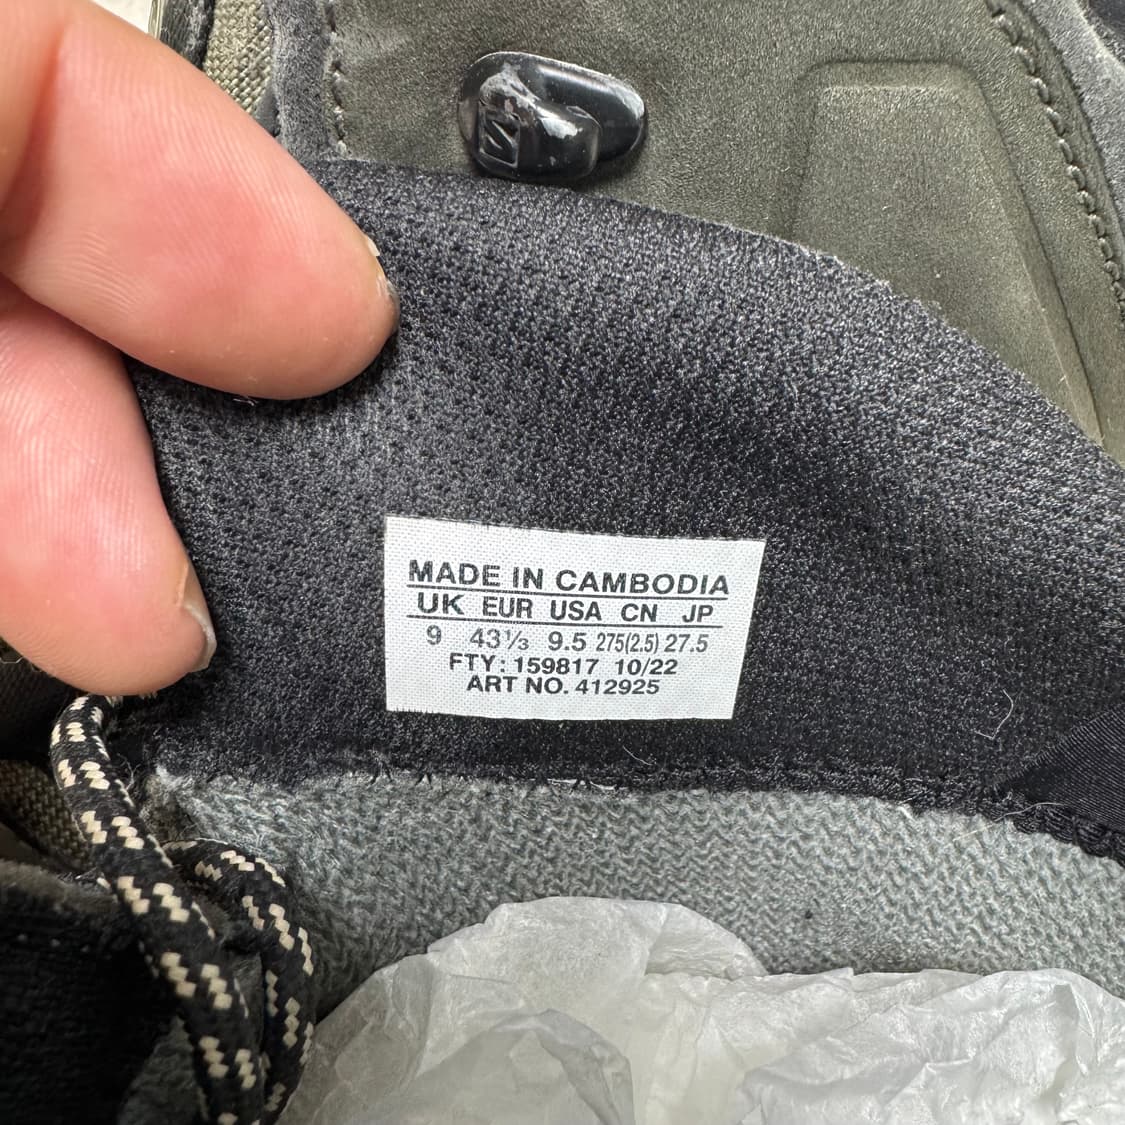 MADE IN CAMBODIA
UK EUR USA CN JP
9 43⅓ 9.5 275(2.5) 27.5
FTY: 159817 10/22
ART NO. 412925